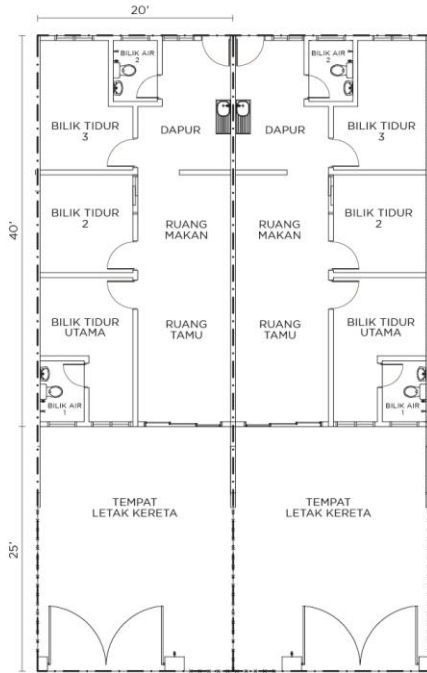 20'
BILIK AIR
2
BILIK AIR
2
BILIK TIDUR
3
DAPUR
DAPUR
BILIK TIDUR
3
40'
BILIK TIDUR
2
RUANG
MAKAN
RUANG
MAKAN
BILIK TIDUR
2
BILIK TIDUR
UTAMA
RUANG
TAMU
RUANG
TAMU
BILIK TIDUR
UTAMA
BILIK AIR
1
BILIK AIR
1
25'
TEMPAT
LETAK KERETA
TEMPAT
LETAK KERETA